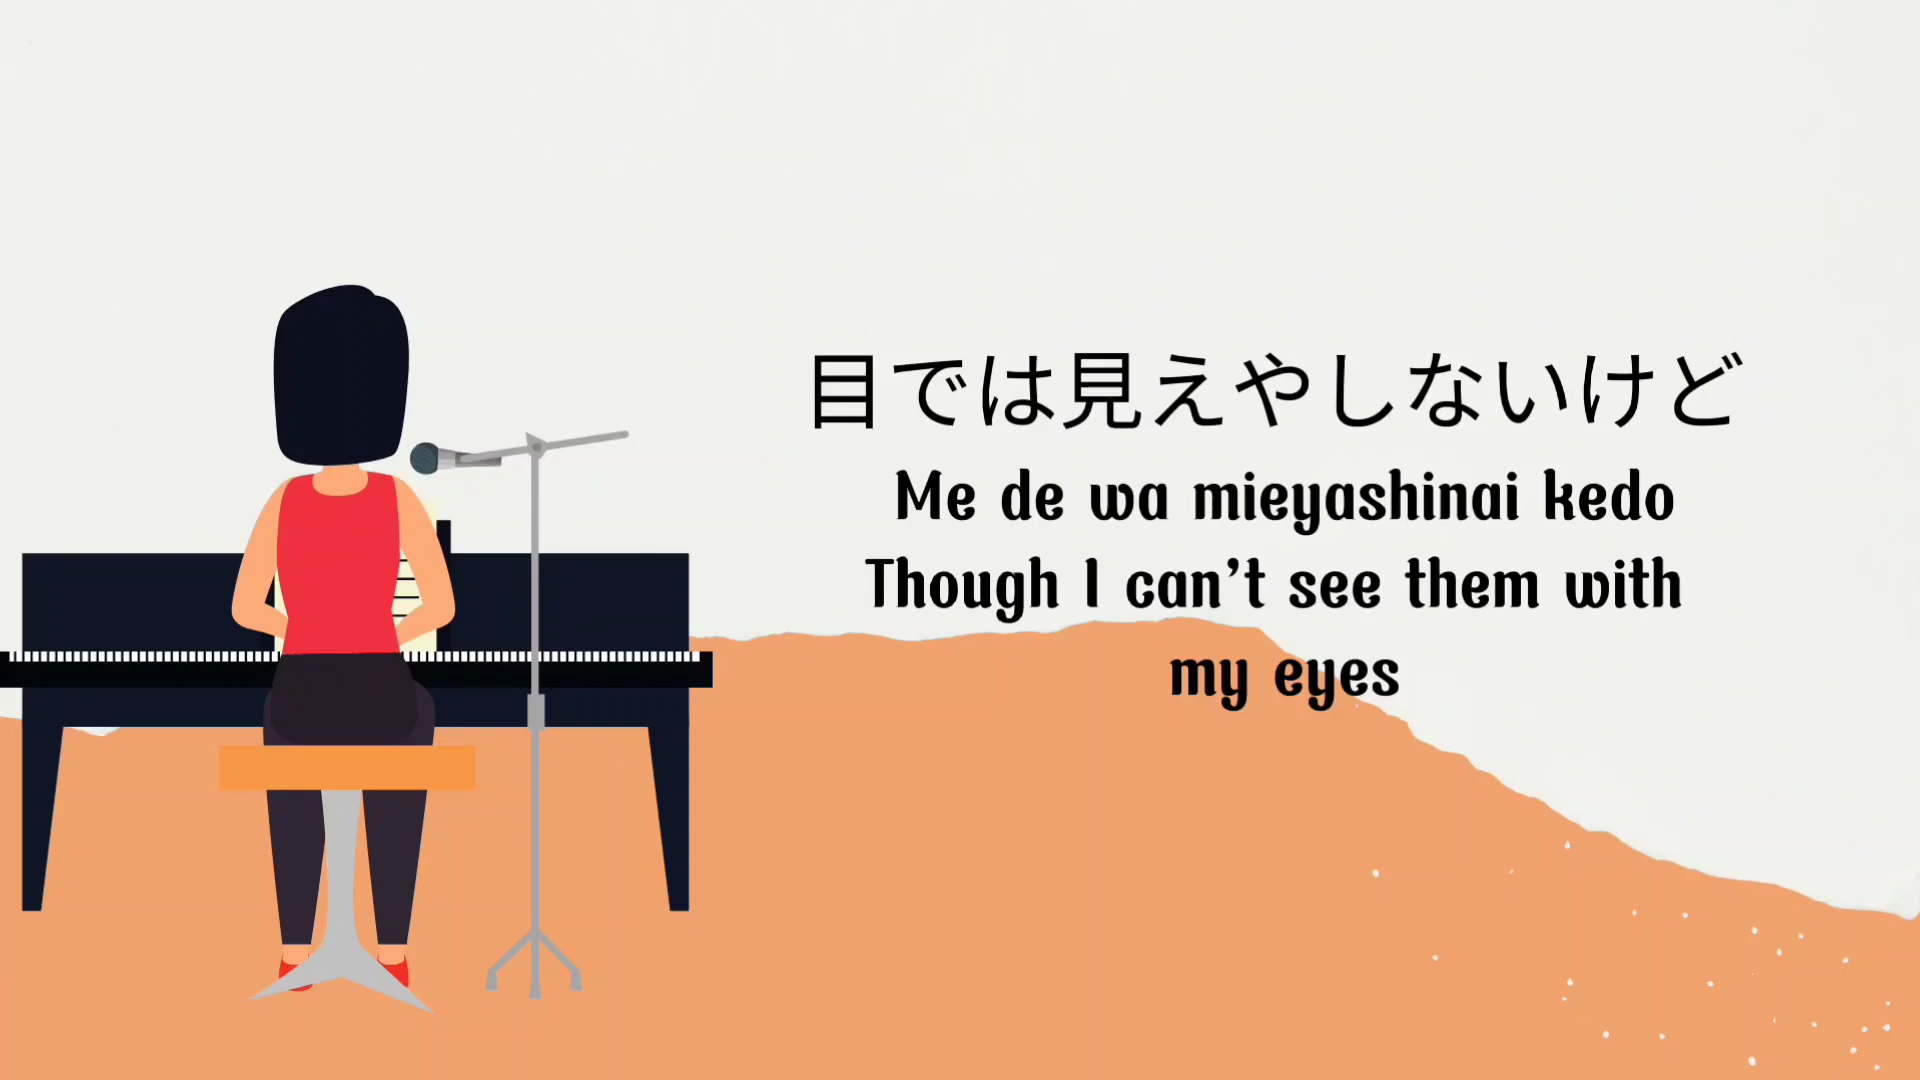 目では見えやしないけど
Me de wa mieyashinai kedo
Though I can’t see them with
my eyes